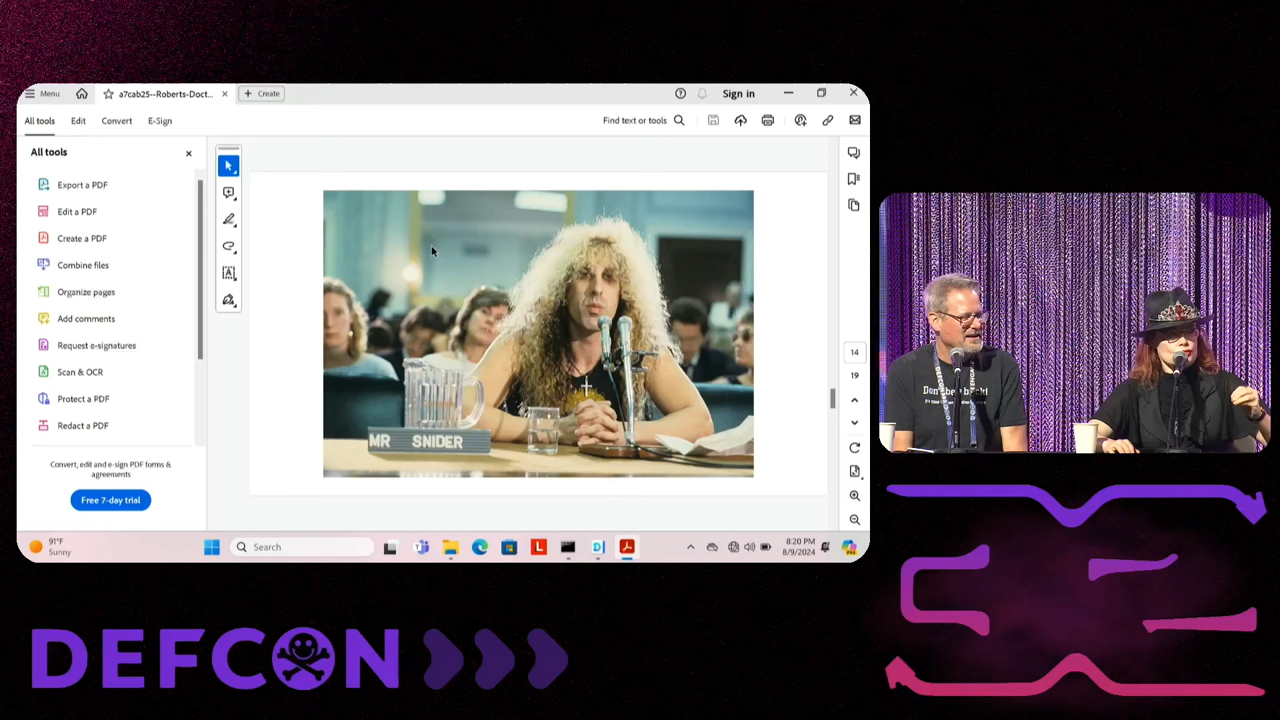 Menu
a7cab25--Roberts-Doct...
Create
Sign in
All tools
Edit
Convert
E-Sign
Find text or tools
All tools
Export a PDF
Edit a PDF
Create a PDF
Combine files
Organize pages
Add comments
Request e-signatures
Scan & OCR
Protect a PDF
Redact a PDF
Convert, edit and e-sign PDF forms &
agreements
Free 7-day trial
MR SNIDER
14
19
91°F
Sunny
Search
L
D
8:20 PM
8/9/2024
DEFCON